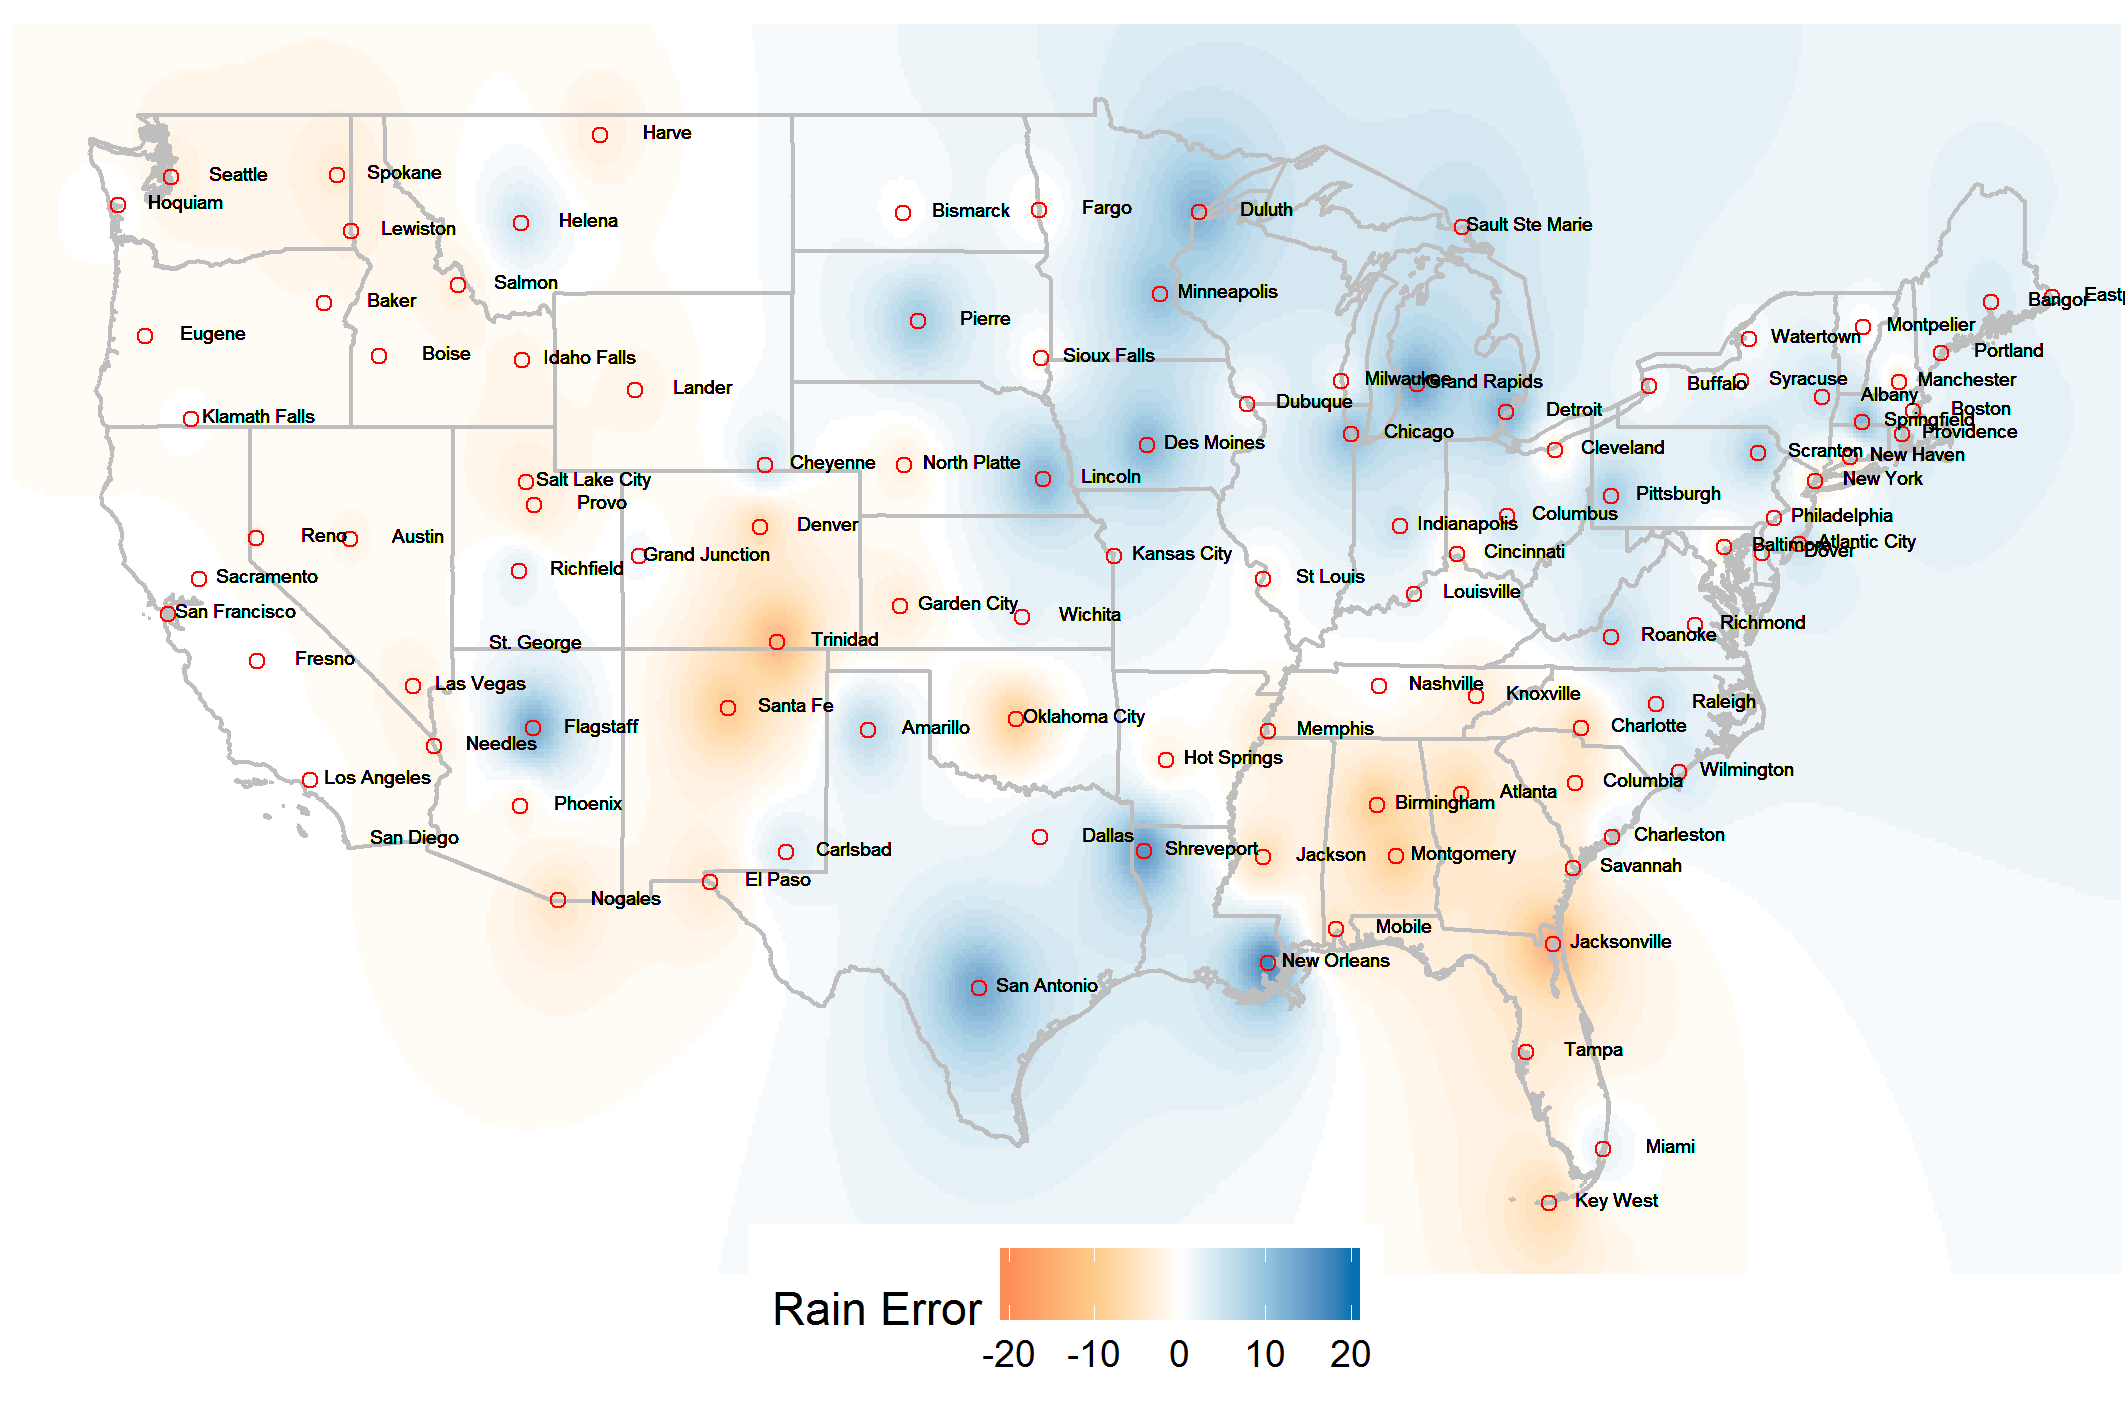 Harve
Seattle
Spokane
Hoquiam
Helena
Bismarck
Fargo
Duluth
Lewiston
Sault Ste Marie
Salmon
Minneapolis
Baker
Bangor
Eastp
Pierre
Eugene
Montpelier
Watertown
Boise
Idaho Falls
Sioux Falls
Portland
Lander
Milwaukee
Grand Rapids
Buffalo
Syracuse
Manchester
Dubuque
Albany
Klamath Falls
Detroit
Boston
Springfield
Chicago
Providence
Des Moines
Cleveland
Scranton
New Haven
Cheyenne
North Platte
Salt Lake City
Lincoln
New York
Provo
Pittsburgh
Denver
Indianapolis
Columbus
Philadelphia
Reno
Austin
Baltimore
Atlantic City
Dover
Grand Junction
Kansas City
Cincinnati
Richfield
Sacramento
St Louis
San Francisco
Garden City
Wichita
Louisville
St. George
Trinidad
Roanoke
Richmond
Fresno
Las Vegas
Nashville
Knoxville
Santa Fe
Raleigh
Flagstaff
Amarillo
Oklahoma City
Memphis
Charlotte
Needles
Hot Springs
Wilmington
Los Angeles
Phoenix
Birmingham
Atlanta
Columbia
San Diego
Carlsbad
Dallas
Shreveport
Jackson
Montgomery
Charleston
El Paso
Savannah
Nogales
Mobile
Jacksonville
New Orleans
San Antonio
Tampa
Miami
Key West
Rain Error
-20 -10 0 10 20